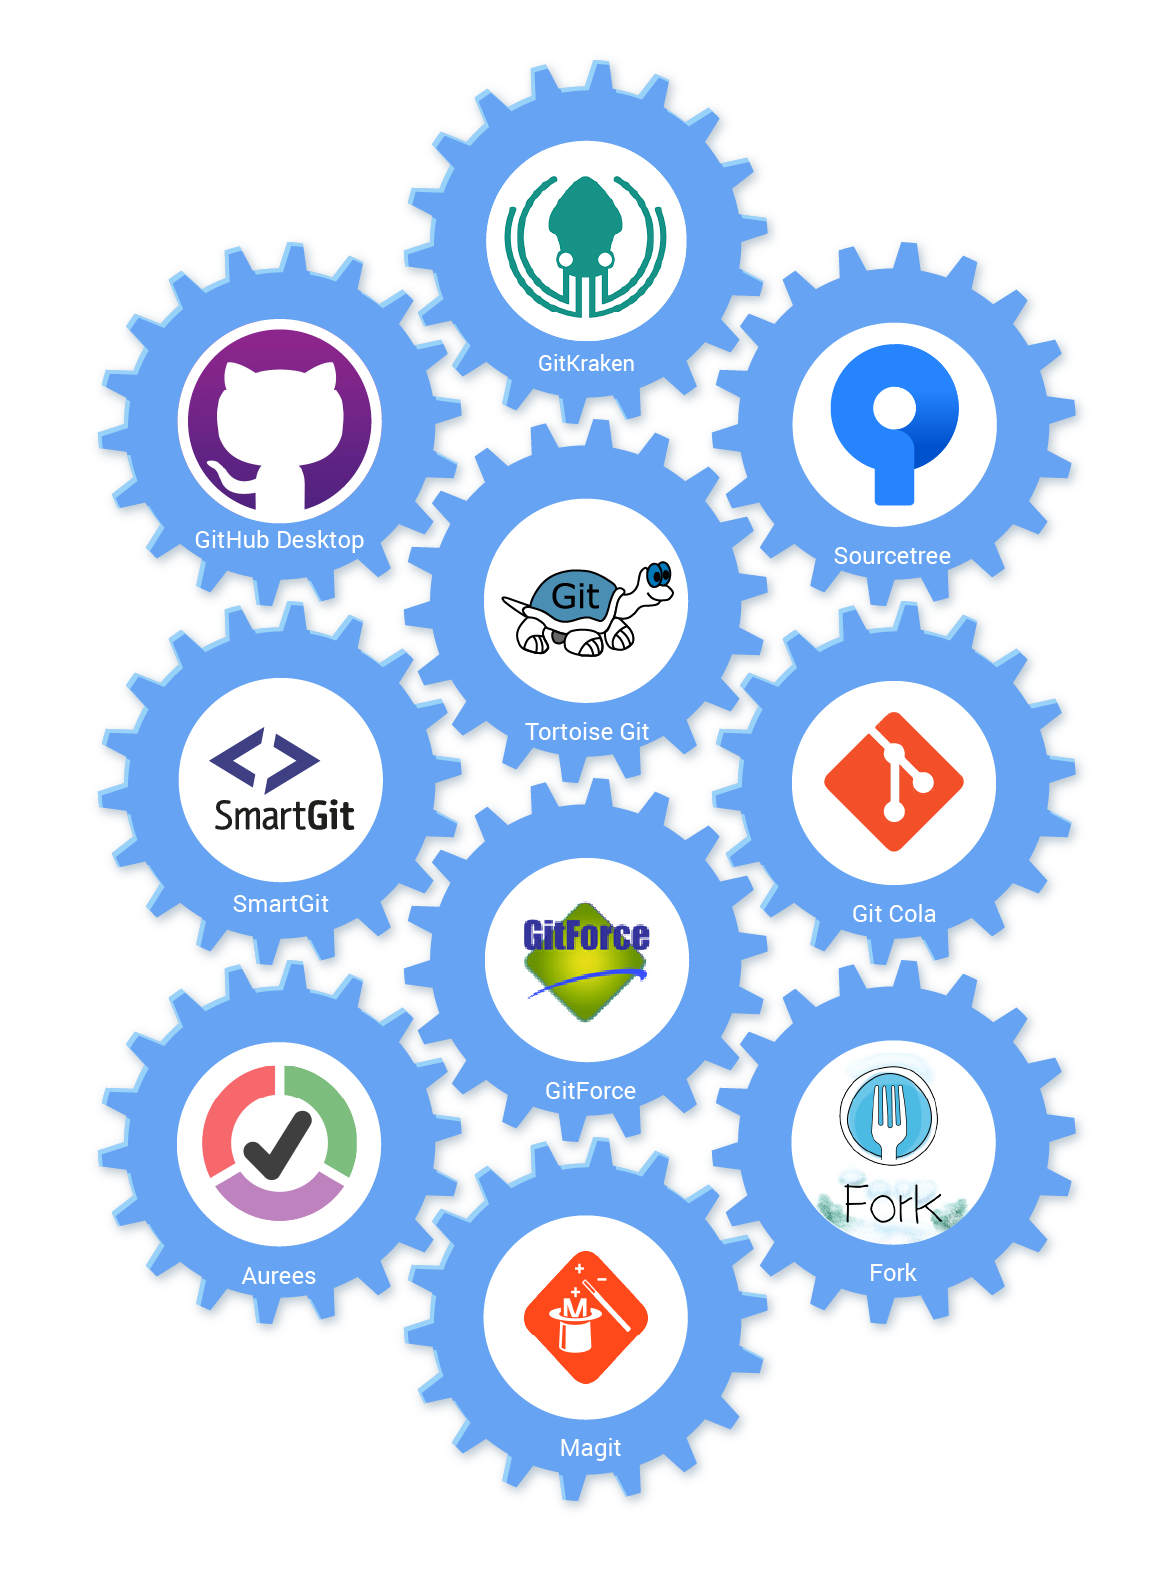 GitKraken
GitHub Desktop
Sourcetree
Git
Tortoise Git
SmartGit
SmartGit
Git Cola
GitForce
GitForce
Aurees
Fork
Fork
M
Magit